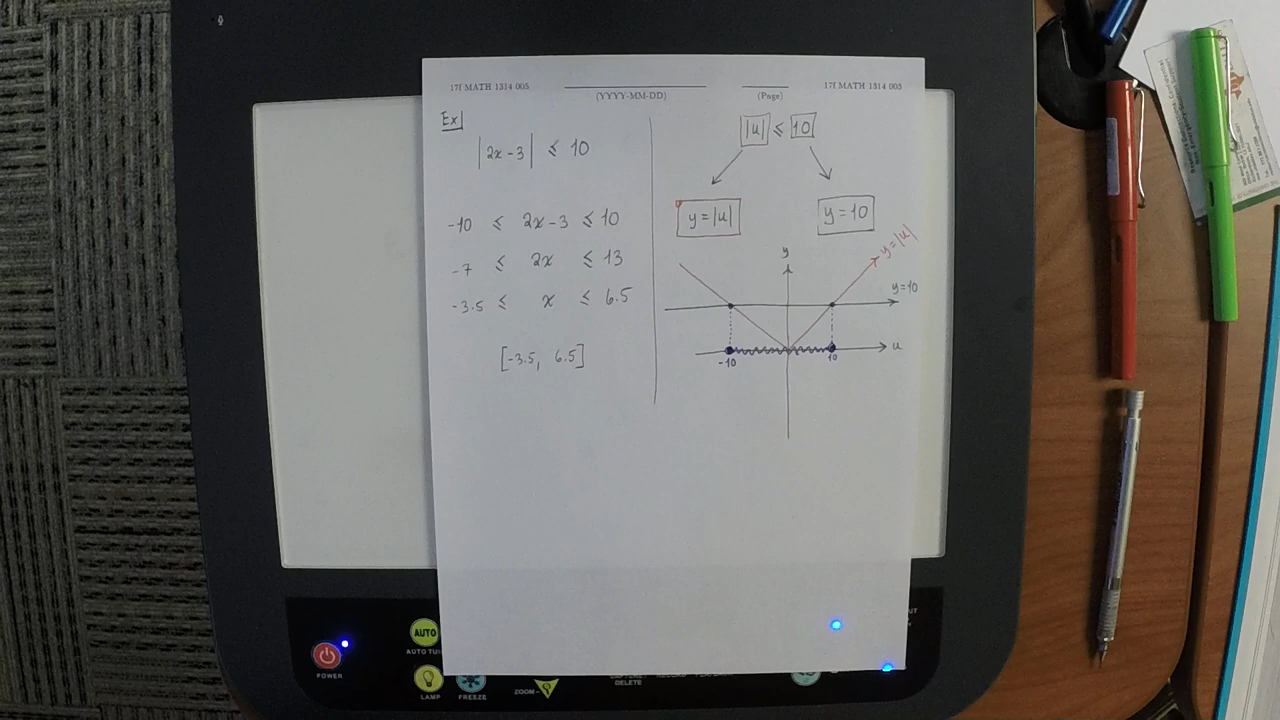 17f MATH 1314 005
(YYYY-MM-DD)
(Page)
17f MATH 1314 005
Ex
|2x-3| ⩽ 10
-10 ⩽ 2x-3 ⩽ 10
-7 ⩽ 2x ⩽ 13
-3.5 ⩽ x ⩽ 6.5
[-3.5, 6.5]
|u| ⩽ 10
y=|u|
y=10
y
y=|u|
y=10
u
-10
10
POWER
AUTO
LAMP
FREEZE
ZOOM
DELETE